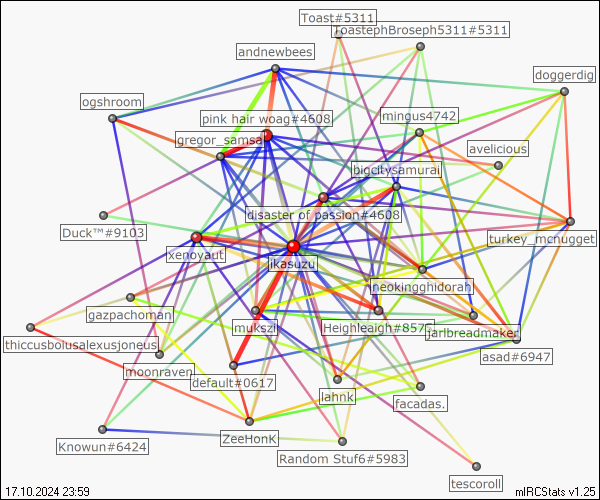 Toast#5311
ToastephBroseph5311#5311
andnewbees
doggerdig
ogshroom
pink hair woag#4608
mingus4742
gregor_samsa
avelicious
bigcitysamurai
disaster of passion#4608
Duck™#9103
turkey_mcnugget
xenoyaut
ikasuzu
neokingghidorah
gazpachoman
mukszi
Heighleaigh#8575
jarlbreadmaker
thiccusboitusalexusjoneus
asad#6947
moonraven
default#0617
lahnk
facadas.
ZeeHonk
Knowun#6424
Random Stuf6#5983
tescoroll
17.10.2024 23:59
mIRCStats v1.25